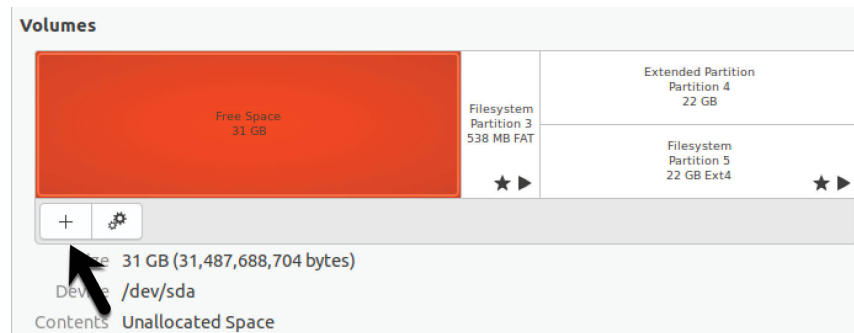 Volumes
Free Space
31 GB
Filesystem
Partition 3
538 MB FAT
Extended Partition
Partition 4
22 GB
Filesystem
Partition 5
22 GB Ext4
31 GB (31,487,688,704 bytes)
Device /dev/sda
Contents Unallocated Space